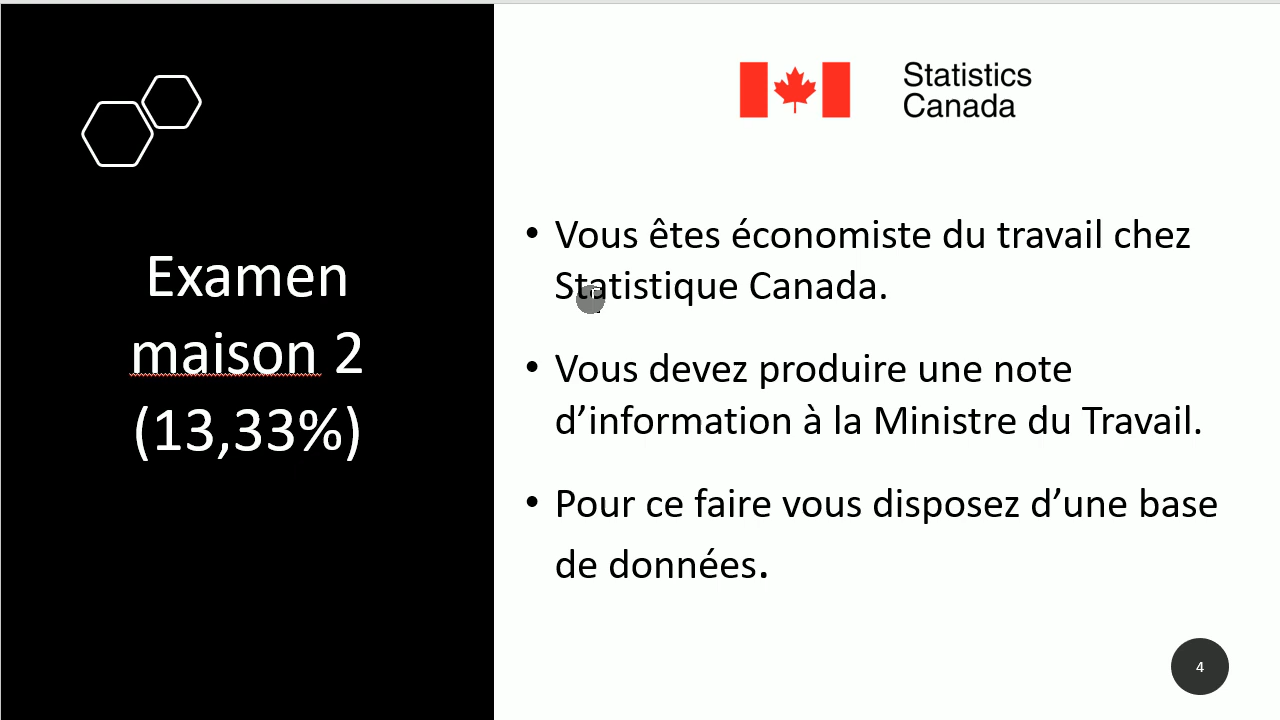 Statistics
Canada
Examen
maison 2
(13,33%)
• Vous êtes économiste du travail chez
Statistique Canada.
• Vous devez produire une note
d’information à la Ministre du Travail.
• Pour ce faire vous disposez d’une base
de données.
4